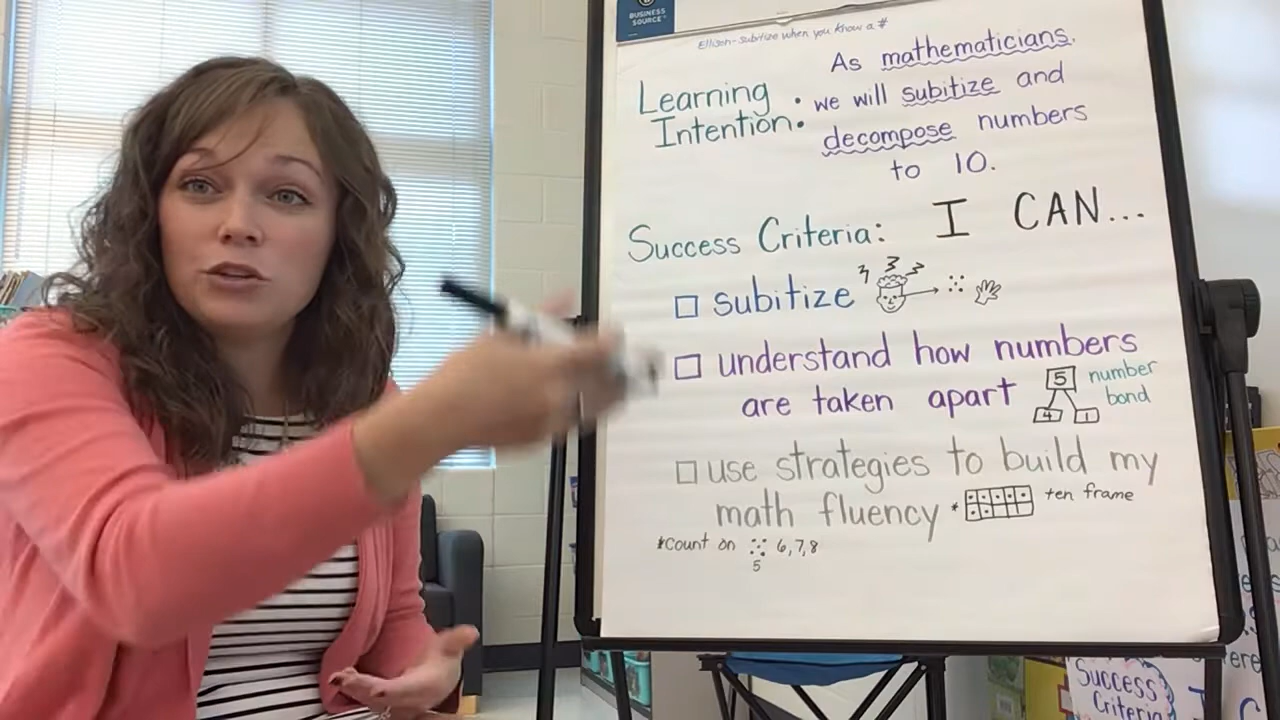 BUSINESS
SOURCE
Ellison-subitize when you know a #
Learning
Intention:
As mathematicians,
we will subitize and
decompose numbers
to 10.
Success Criteria: I CAN...
subitize
understand how numbers
are taken apart
5
4 1
number
bond
use strategies to build my
math fluency
* ten frame
*count on 6,7,8
5
Success
Criteria